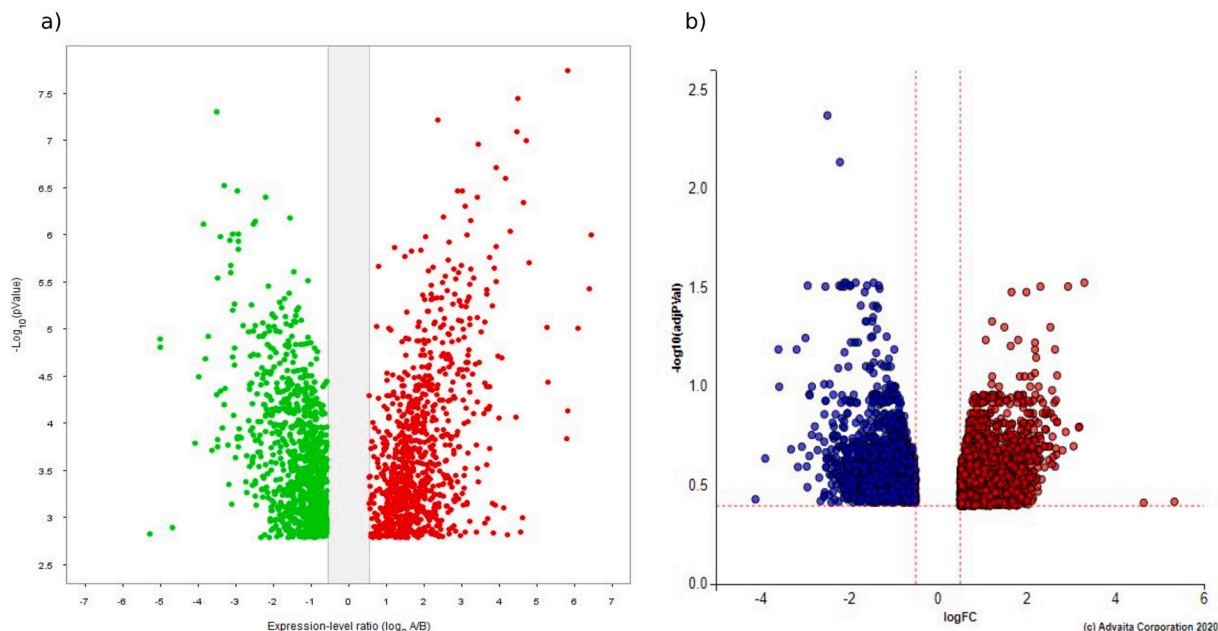 a)
b)
7.5
7
6.5
6
5.5
5
4.5
4
3.5
3
2.5
-Log10(pValue)
-7 -6 -5 -4 -3 -2 -1 0 1 2 3 4 5 6 7
Expression-level ratio (log2 A/B)
2.5
2.0
1.5
1.0
0.5
0.0
-log10(adjPVal)
-4 -2 0 2 4 6
logFC
(c) Advaita Corporation 2020